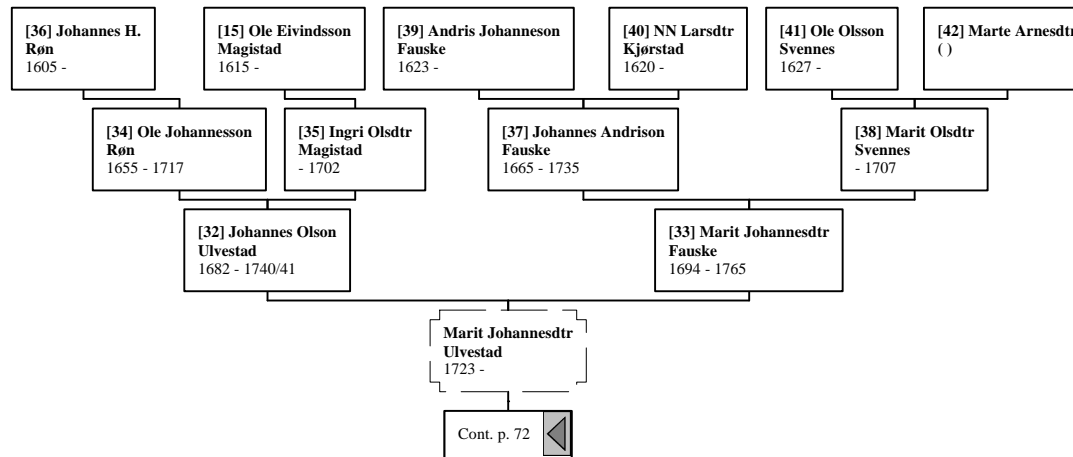 [36] Johannes H.
Røn
1605 -
[15] Ole Eivindsson
Magistad
1615 -
[39] Andris Johanneson
Fauske
1623 -
[40] NN Larsdtr
Kjørstad
1620 -
[41] Ole Olsson
Svennes
1627 -
[42] Marte Arnesdtr
( )
[34] Ole Johannesson
Røn
1655 - 1717
[35] Ingri Olsdtr
Magistad
- 1702
[37] Johannes Andrison
Fauske
1665 - 1735
[38] Marit Olsdtr
Svennes
- 1707
[32] Johannes Olson
Ulvestad
1682 - 1740/41
[33] Marit Johannesdtr
Fauske
1694 - 1765
Marit Johannesdtr
Ulvestad
1723 -
Cont. p. 72